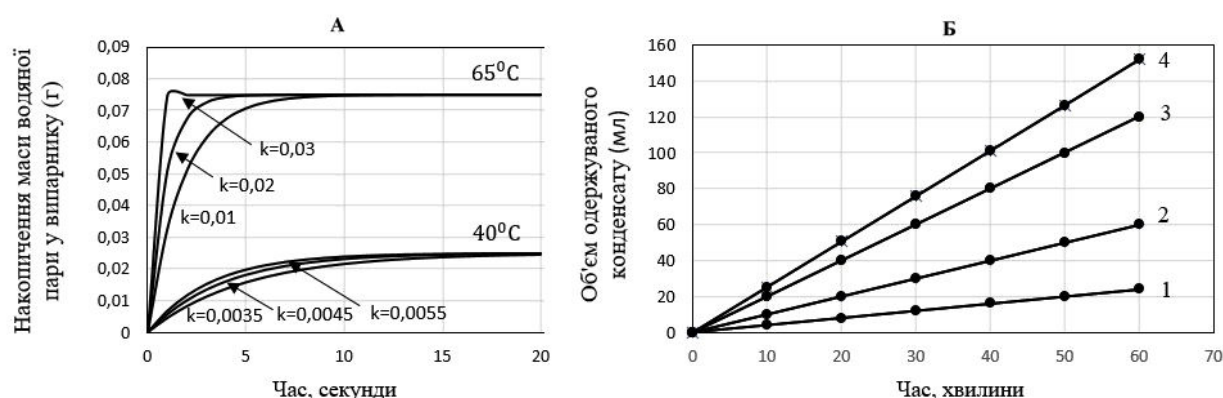 А
Накопичення маси водяної
пари у випарнику (г)
0,09
0,08
0,07
0,06
0,05
0,04
0,03
0,02
0,01
0
65⁰C
k=0,03
k=0,02
k=0,01
40⁰C
k=0,0035
k=0,0045
k=0,0055
0 5 10 15 20
Час, секунди
Б
Об'єм одержуваного
конденсату (мл)
160
140
120
100
80
60
40
20
0
4
3
2
1
0 10 20 30 40 50 60 70
Час, хвилини